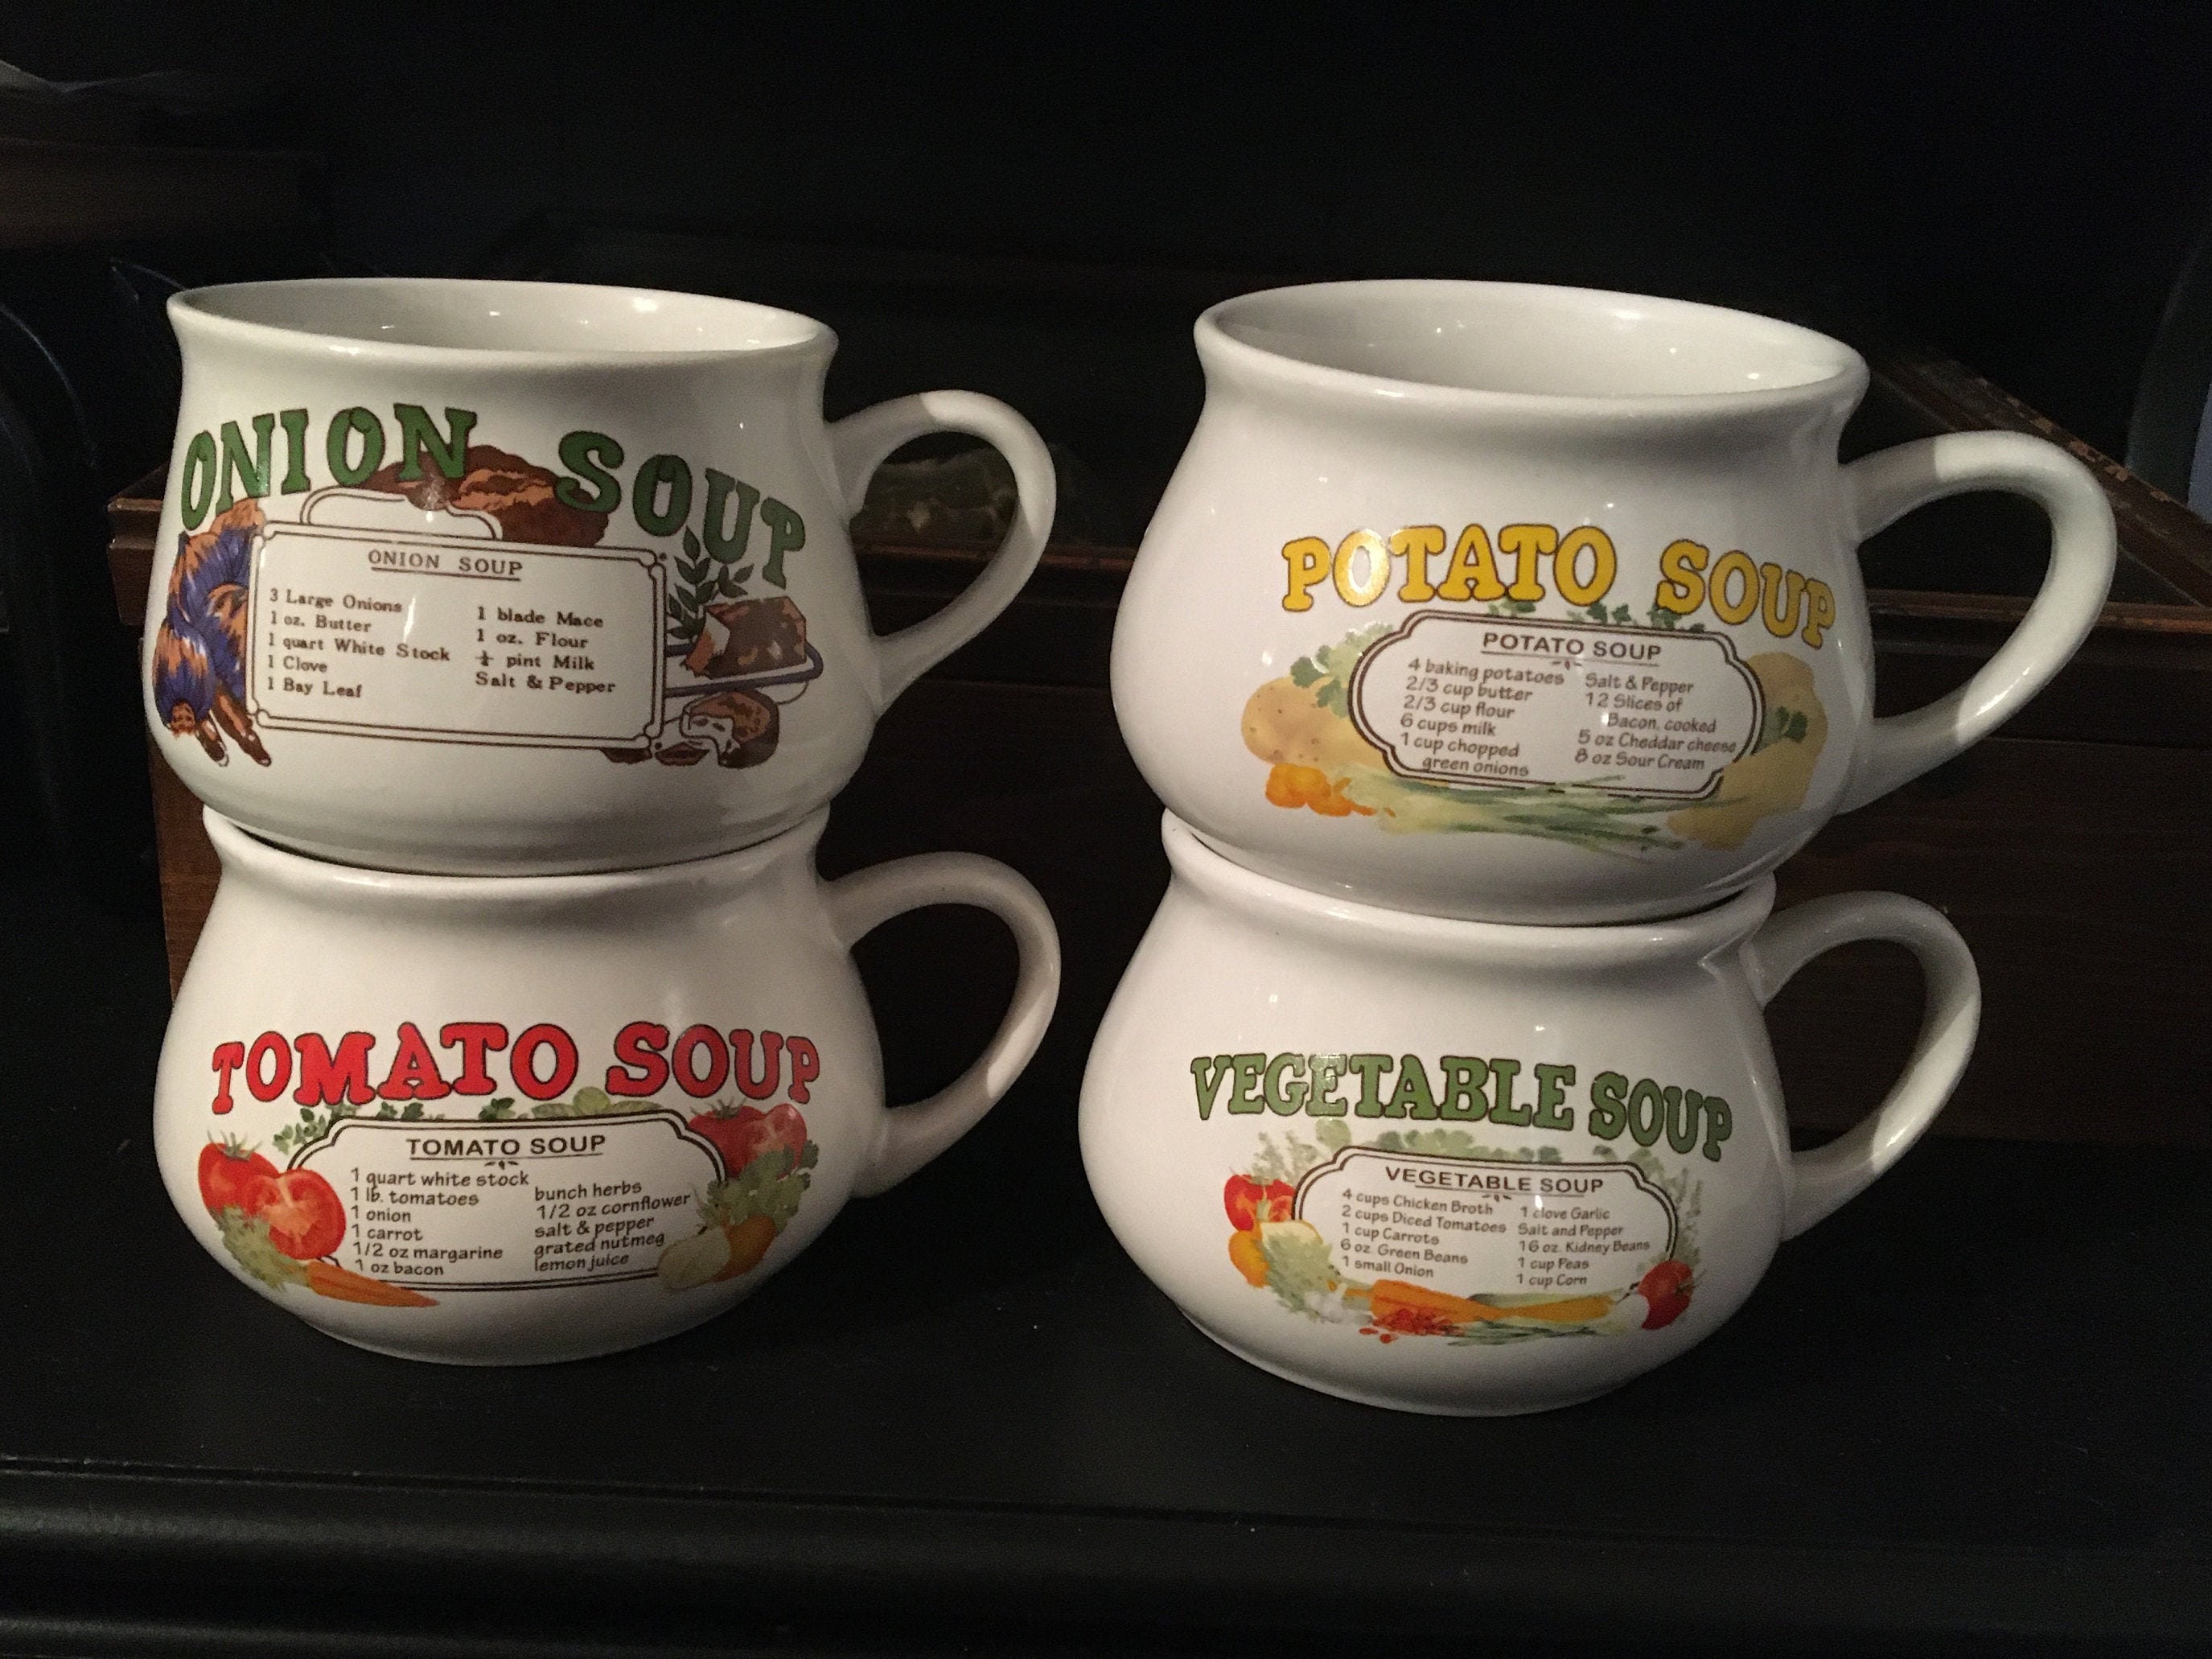 ONION SOUP
ONION SOUP
3 Large Onions
1 oz. Butter
1 quart White Stock
1 Clove
1 Bay Leaf
1 blade Mace
1 oz. Flour
pint Milk
Salt & Pepper
POTATO SOUP
POTATO SOUP
4 baking potatoes
2/3 cup butter
2/3 cup flour
6 cups milk
1 cup chopped
green onions
Salt & Pepper
12 Slices of
Bacon, cooked
5 oz Cheddar cheese
8 oz Sour Cream
TOMATO SOUP
TOMATO SOUP
1 quart white stock
1 lb. tomatoes
1 onion
1 carrot
1/2 oz margarine
1 oz bacon
bunch herbs
1/2 oz cornflower
salt & pepper
grated nutmeg
lemon juice
VEGETABLE SOUP
VEGETABLE SOUP
4 cups Chicken Broth
2 cups Diced Tomatoes
1 cup Carrots
6 oz. Green Beans
1 small Onion
1 clove Garlic
Salt and Pepper
16 oz. Kidney Beans
1 cup Peas
1 cup Corn